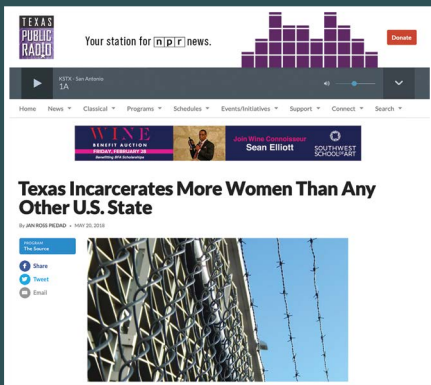 TEXAS
PUBLIC
RADIO
Your station for npr news.
Donate
KSTX - San Antonio
1A
Home News Classical Programs Schedules Events/Initiatives Support Connect Search
WINE
BENEFIT AUCTION
FRIDAY, FEBRUARY 28
Benefiting BFA Scholarships
Join Wine Connoisseur
Sean Elliott
SOUTHWEST
SCHOOL OF ART
Texas Incarcerates More Women Than Any
Other U.S. State
By JAN ROSS PIEDAD • MAY 20, 2018
PROGRAM
The Source
Share
Tweet
Email